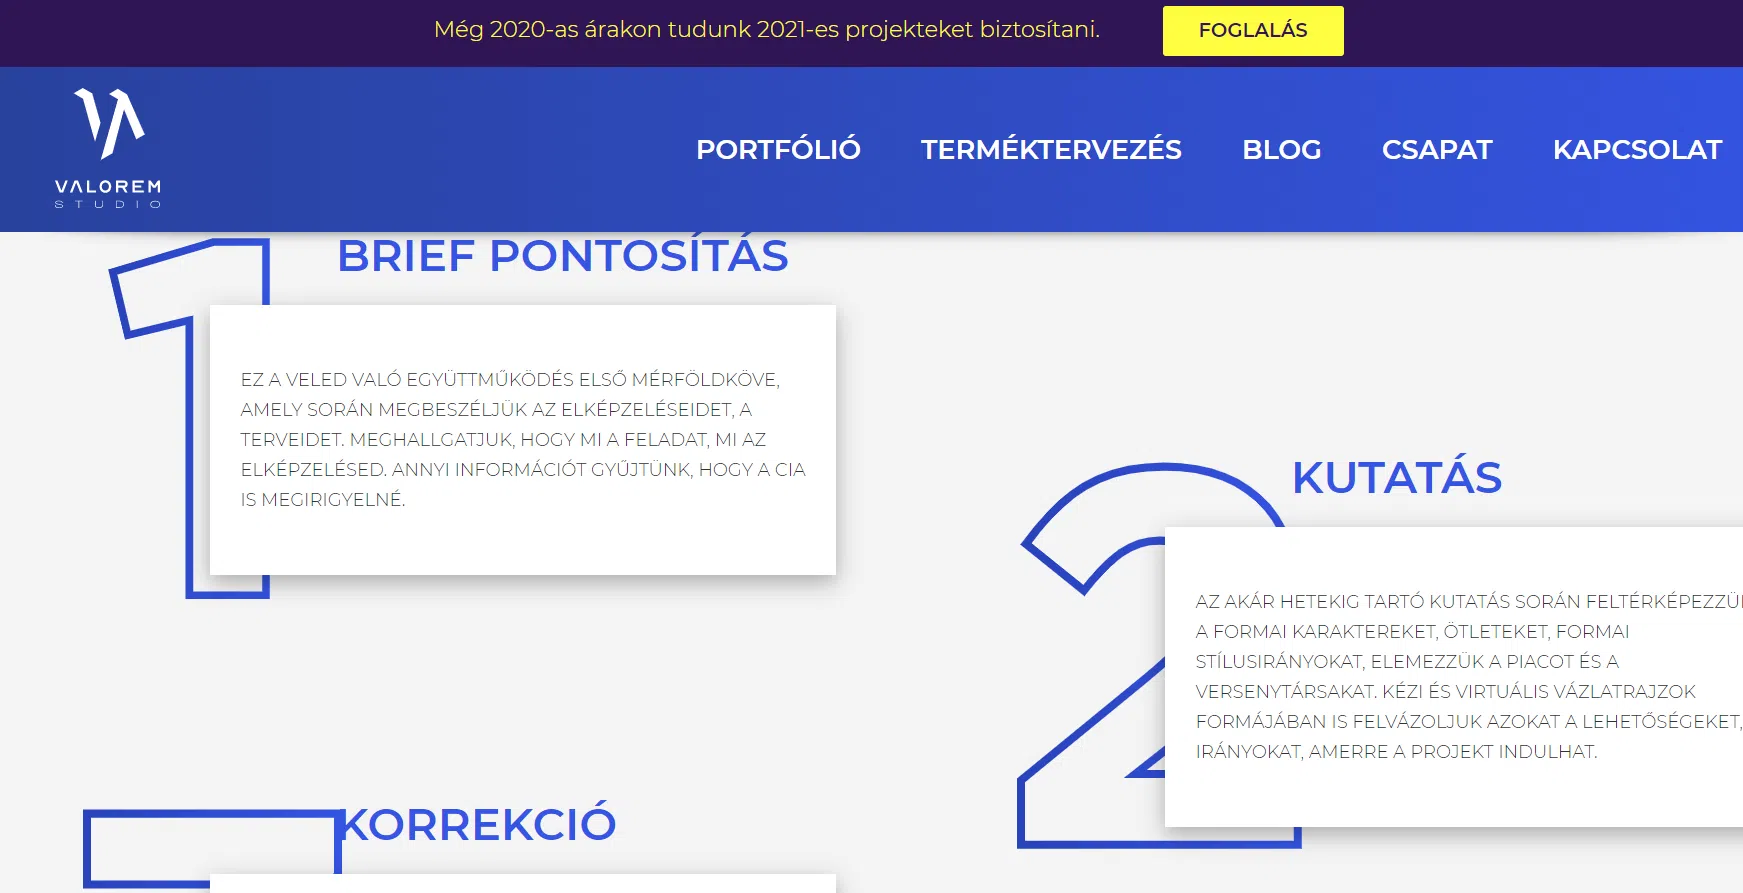 Még 2020-as árakon tudunk 2021-es projekteket biztosítani.
FOGLALÁS
VALOREM
STUDIO
PORTFÓLIÓ
TERMÉKTERVEZÉS
BLOG
CSAPAT
KAPCSOLAT
1
BRIEF PONTOSÍTÁS
EZ A VELED VALÓ EGYÜTTMŰKÖDÉS ELSŐ MÉRFÖLDKÖVE,
AMELY SORÁN MEGBESZÉLJÜK AZ ELKÉPZELÉSEIDET, A
TERVEIDET. MEGHALLGATJUK, HOGY MI A FELADAT, MI AZ
ELKÉPZELÉSED. ANNYI INFORMÁCIÓT GYŰJTÜNK, HOGY A CIA
IS MEGIRIGYELNÉ.
2
KUTATÁS
AZ AKÁR HETEKIG TARTÓ KUTATÁS SORÁN
A FORMAI KARAKTEREKET, ÖTLETEKET, FORMAI
STÍLUSIRÁNYOKAT, ELEMEZZÜK A PIACOT ÉS A
VERSENYTÁRSAKAT. KÉZI ÉS VIRTUÁLIS VÁZLATRAJZOK
FORMÁJÁBAN IS FELVÁZOLJUK AZOKAT A LEHETŐSÉGEKET,
IRÁNYOKAT, AMERRE A PROJEKT INDULHAT.
KORREKCIÓ